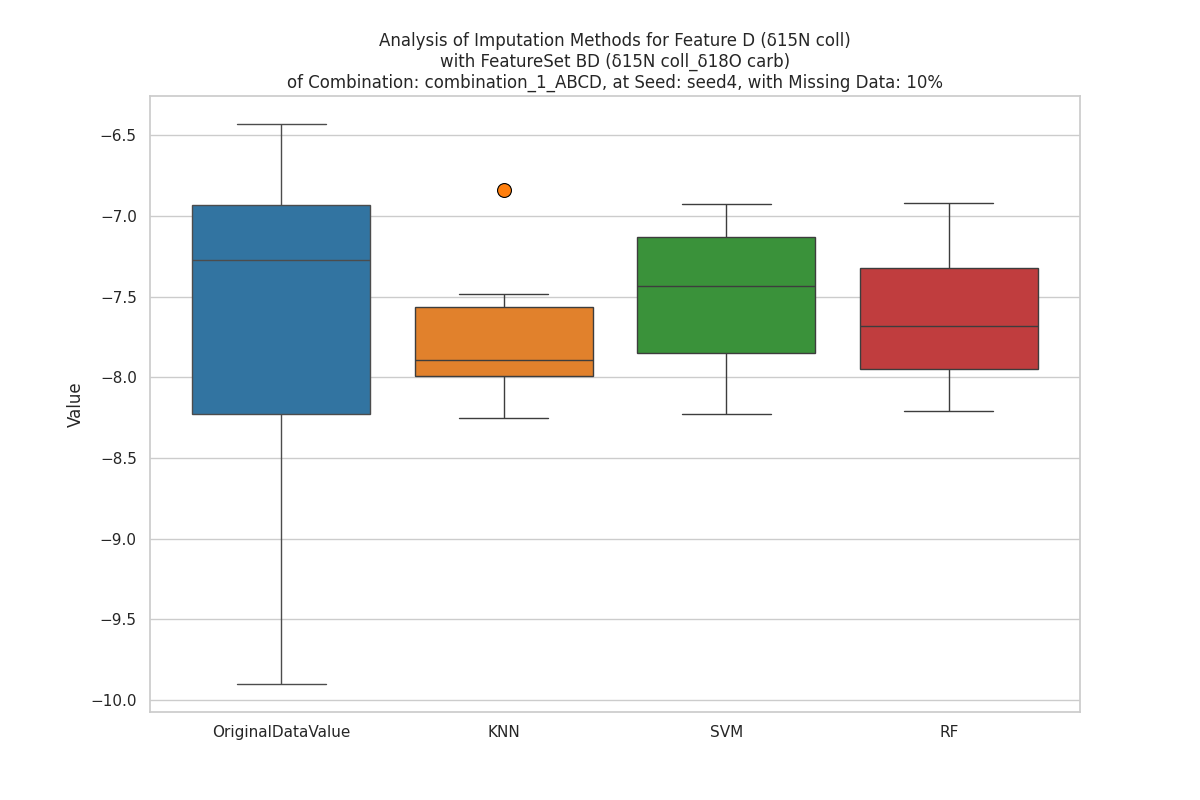 Analysis of Imputation Methods for Feature D (δ15N coll)
with FeatureSet BD (δ15N coll_δ18O carb)
of Combination: combination_1_ABCD, at Seed: seed4, with Missing Data: 10%
Value
−6.5
−7.0
−7.5
−8.0
−8.5
−9.0
−9.5
−10.0
OriginalDataValue
KNN
SVM
RF